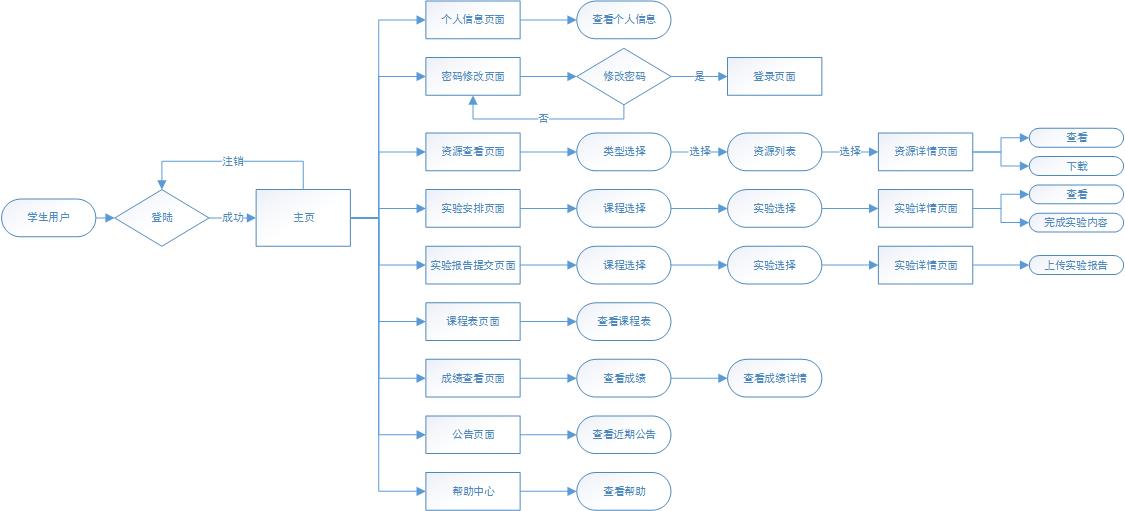 个人信息页面
查看个人信息
密码修改页面
修改密码
是
登录页面
否
资源查看页面
类型选择
选择
资源列表
选择
资源详情页面
查看
下载
注销
学生用户
登陆
成功
主页
实验安排页面
课程选择
实验选择
实验详情页面
查看
完成实验内容
实验报告提交页面
课程选择
实验选择
实验详情页面
上传实验报告
课程表页面
查看课程表
成绩查看页面
查看成绩
查看成绩详情
公告页面
查看近期公告
帮助中心
查看帮助